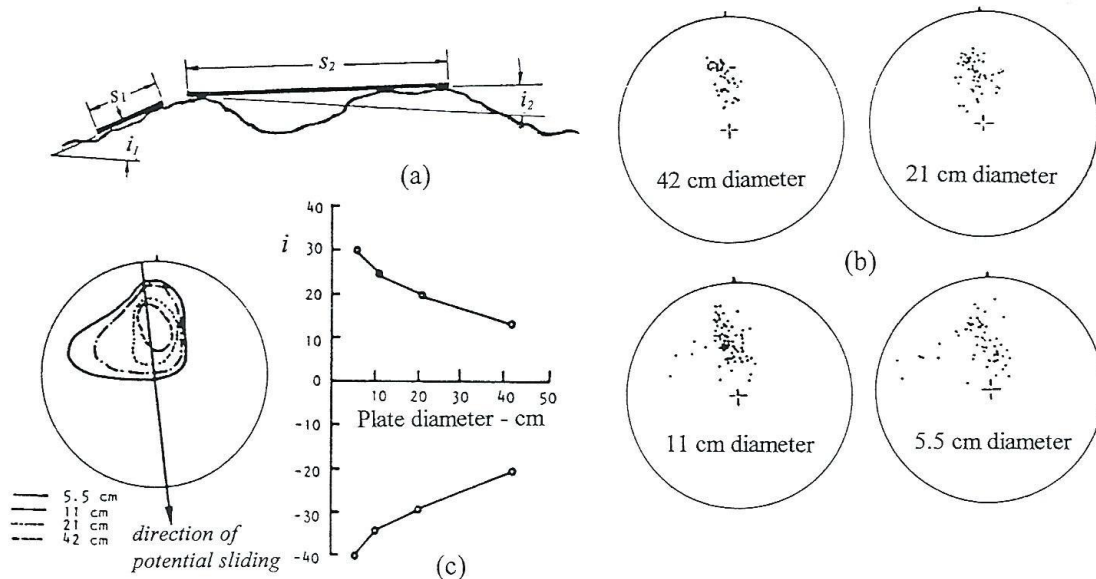 S1
S2
i1
i2
(a)
42 cm diameter
21 cm diameter
(b)
11 cm diameter
5.5 cm diameter
5.5 cm
11 cm
21 cm
42 cm
direction of
potential sliding
i
40
30
20
10
0
-10
-20
-30
-40
10 20 30 40 50
Plate diameter - cm
(c)